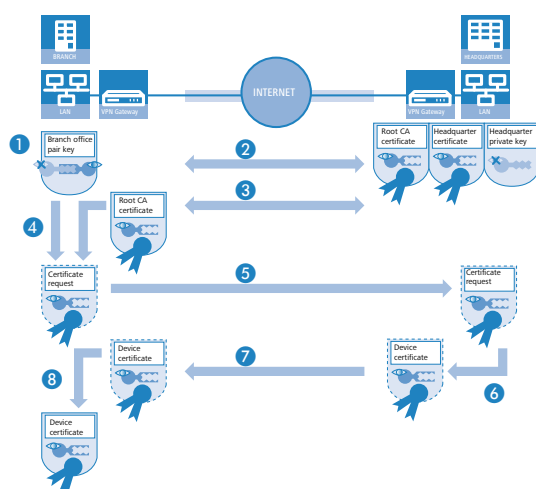 BRANCH
HEADQUARTERS
INTERNET
LAN
VPN Gateway
VPN Gateway
LAN
1
Branch office
pair key
2
Root CA
certificate
Headquarter
certificate
Headquarter
private key
3
Root CA
certificate
4
Certificate
request
5
Certificate
request
Device
certificate
7
Device
certificate
6
8
Device
certificate